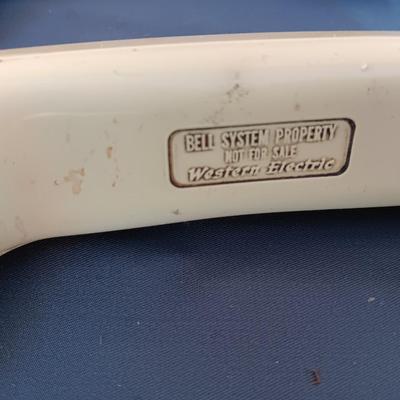 BELL SYSTEM PROPERTY
NOT FOR SALE
Western Electric